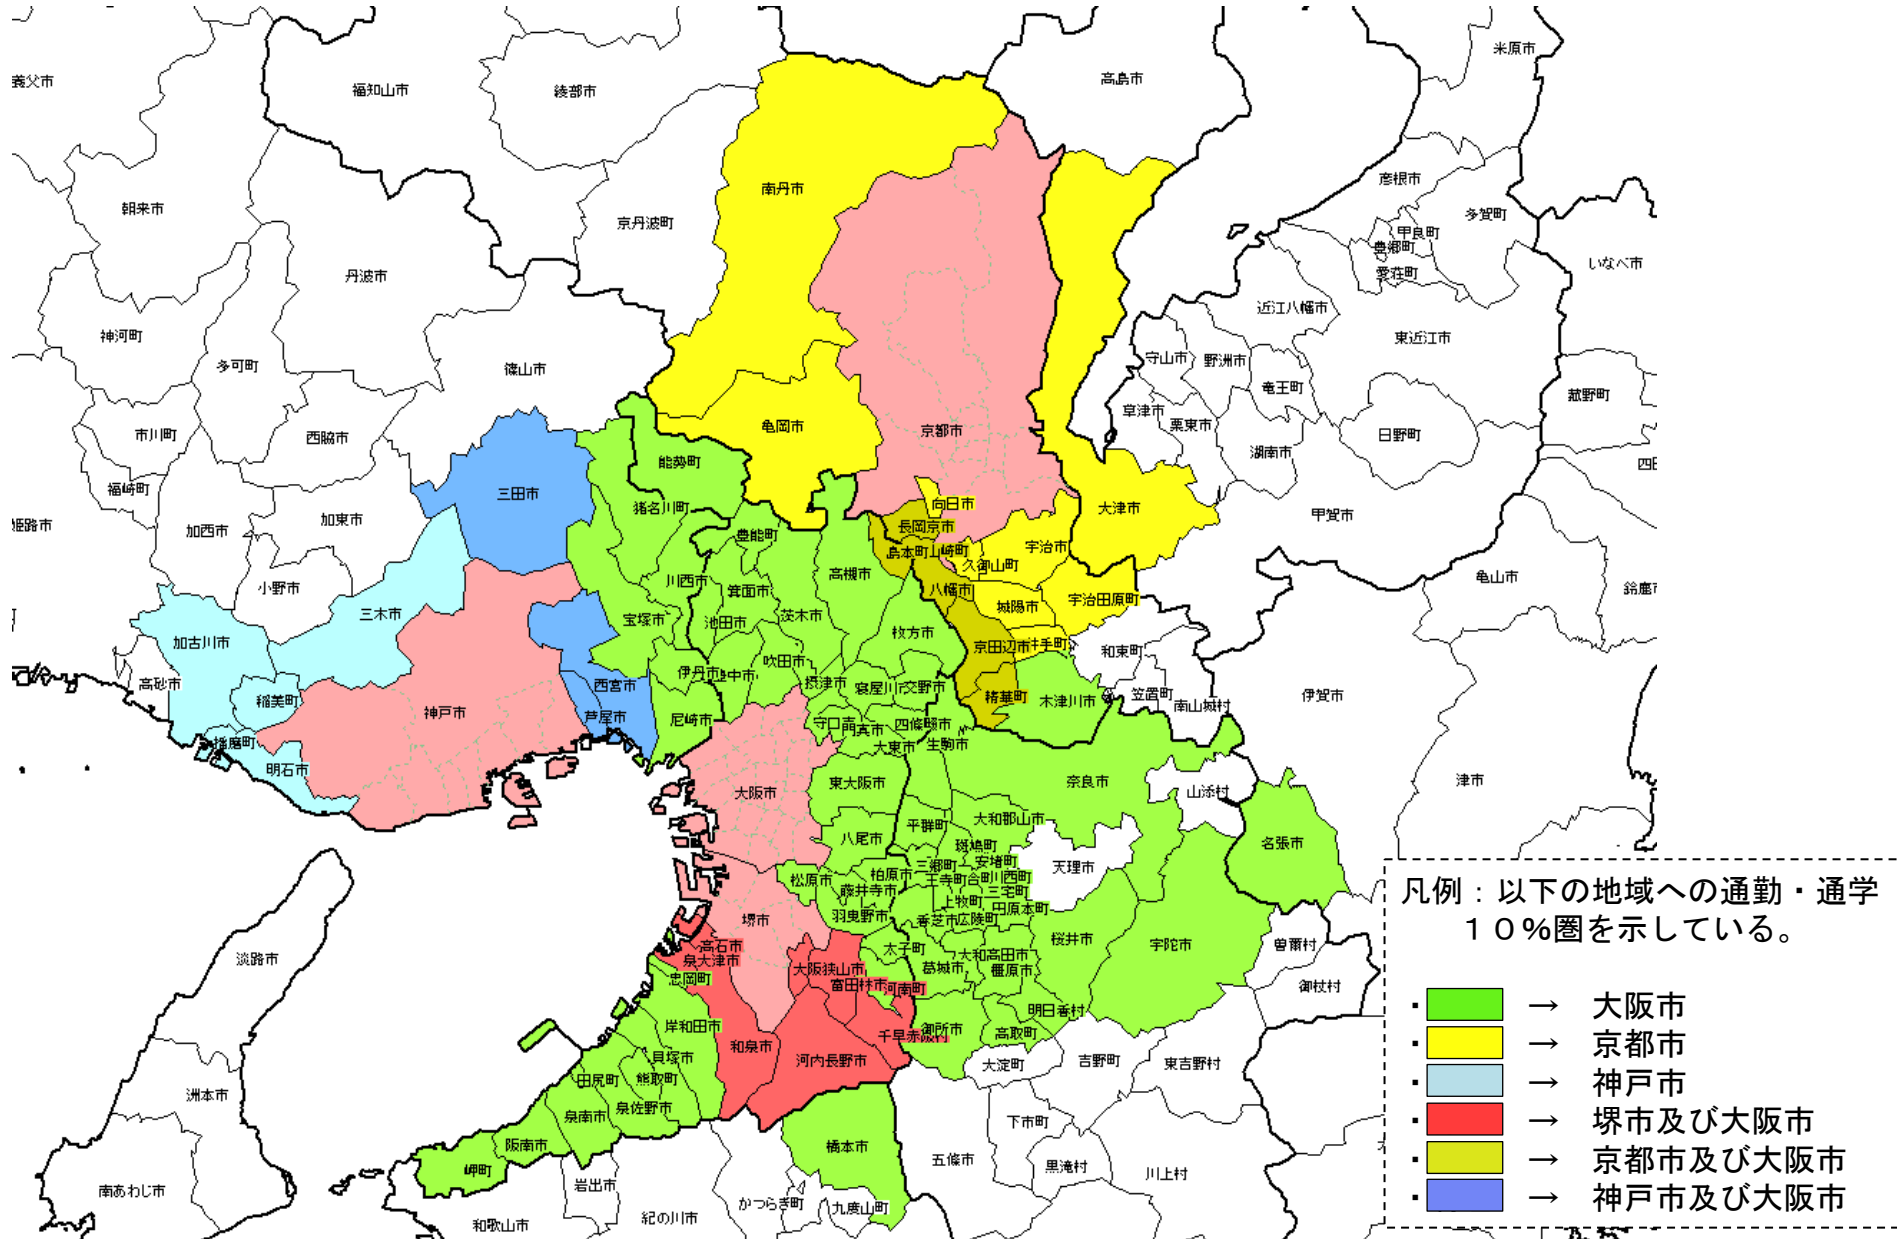 米原市
養父市
福知山市
綾部市
高島市
彦根市
多賀町
甲良町
豊郷町
愛荘町
いなべ市
朝来市
南丹市
京丹波町
丹波市
近江八幡市
東近江市
神河町
多可町
篠山市
守山市
野洲市
竜王町
菰野町
草津市
栗東市
日野町
市川町
西脇市
亀岡市
京都市
湖南市
福崎町
能勢町
三田市
猪名川町
向日市
大津市
甲賀市
姫路市
加西市
加東市
豊能町
長岡京市
島本町
久御山町
宇治市
亀山市
小野市
川西市
箕面市
高槻市
八幡市
城陽市
宇治田原町
三木市
宝塚市
池田市
茨木市
枚方市
京田辺市
和束町
加古川市
高砂市
稲美町
伊丹市
吹田市
摂津市
寝屋川市
交野市
精華町
木津川市
笠置町
南山城村
伊賀市
西宮市
芦屋市
尼崎市
神戸市
守口市
門真市
四條畷市
大東市
生駒市
播磨町
明石市
大阪市
東大阪市
奈良市
山添村
津市
八尾市
平群町
大和郡山市
斑鳩町
安堵町
天理市
名張市
三郷町
王寺町
川西町
三宅町
松原市
柏原市
藤井寺市
羽曳野市
上牧町
田原本町
香芝市
広陵町
堺市
高石市
泉大津市
忠岡町
太子町
大和高田市
橿原市
葛城市
桜井市
宇陀市
曽爾村
御杖村
淡路市
大阪狭山市
富田林市
河南町
千早赤阪村
御所市
高取町
明日香村
岸和田市
和泉市
河内長野市
貝塚市
熊取町
田尻町
泉佐野市
泉南市
阪南市
岬町
大淀町
吉野町
東吉野村
洲本市
南あわじ市
下市町
黒滝村
川上村
五條市
橋本市
岩出市
かつらぎ町
九度山町
紀の川市
和歌山市
凡例：以下の地域への通勤・通学
１０%圏を示している。
・ → 大阪市
・ → 京都市
・ → 神戸市
・ → 堺市及び大阪市
・ → 京都市及び大阪市
・ → 神戸市及び大阪市